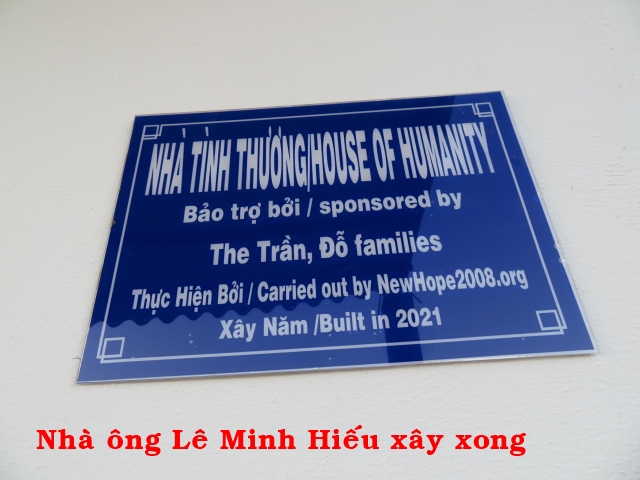 NHÀ TÌNH THƯƠNG/HOUSE OF HUMANITY
Bảo trợ bởi / sponsored by
The Trần, Đỗ families
Thực Hiện Bởi / Carried out by NewHope2008.org
Xây Năm /Built in 2021
Nhà ông Lê Minh Hiếu xây xong